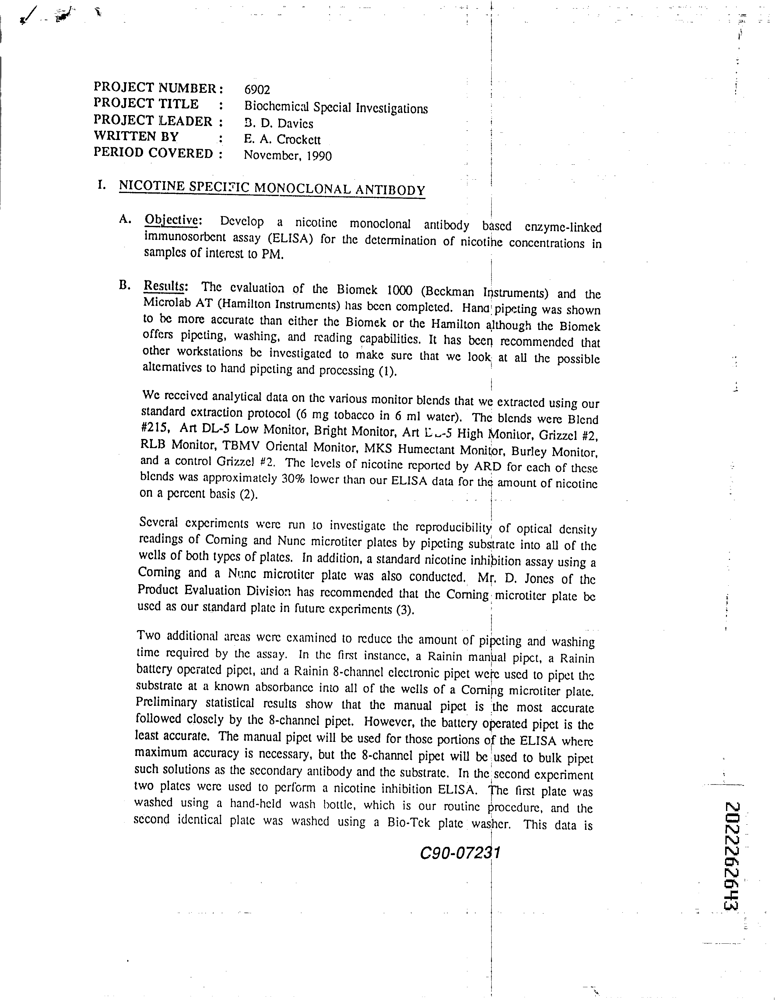 PROJECT NUMBER: 6902
PROJECT TITLE : Biochemical Special Investigations
PROJECT LEADER : B. D. Davies
WRITTEN BY : E. A. Crockett
PERIOD COVERED : November, 1990
I. NICOTINE SPECIFIC MONOCLONAL ANTIBODY
A. Objective: Develop a nicotine monoclonal antibody based enzyme-linked
immunosorbent assay (ELISA) for the determination of nicotine concentrations in
samples of interest to PM.
B. Results: The evaluation of the Biomek 1000 (Beckman Instruments) and the
Microlab AT (Hamilton Instruments) has been completed. Hand pipeting was shown
to be more accurate than either the Biomek or the Hamilton although the Biomek
offers pipeting, washing, and reading capabilities. It has been recommended that
other workstations be investigated to make sure that we look at all the possible
alternatives to hand pipeting and processing (1).
We received analytical data on the various monitor blends that we extracted using our
standard extraction protocol (6 mg tobacco in 6 ml water). The blends were Blend
#215, Art DL-5 Low Monitor, Bright Monitor, Art -5 High Monitor, Grizzel #2,
RLB Monitor, TBMV Oriental Monitor, MKS Humectant Monitor, Burley Monitor,
and a control Grizzel #2. The levels of nicotine reported by ARD for each of these
blends was approximately 30% lower than our ELISA data for the amount of nicotine
on a percent basis (2).
Several experiments were run to investigate the reproducibility of optical density
readings of Corning and Nunc microtiter plates by pipeting substrate into all of the
wells of both types of plates. In addition, a standard nicotine inhibition assay using a
Corning and a Nunc microtiter plate was also conducted. Mr. D. Jones of the
Product Evaluation Division has recommended that the Corning microtiter plate be
used as our standard plate in future experiments (3).
Two additional areas were examined to reduce the amount of pipeting and washing
time required by the assay. In the first instance, a Rainin manual pipet, a Rainin
battery operated pipet, and a Rainin 8-channel electronic pipet were used to pipet the
substrate at a known absorbance into all of the wells of a Corning microtiter plate.
Preliminary statistical results show that the manual pipet is the most accurate
followed closely by the 8-channel pipet. However, the battery operated pipet is the
least accurate. The manual pipet will be used for those portions of the ELISA where
maximum accuracy is necessary, but the 8-channel pipet will be used to bulk pipet
such solutions as the secondary antibody and the substrate. In the second experiment
two plates were used to perform a nicotine inhibition ELISA. The first plate was
washed using a hand-held wash bottle, which is our routine procedure, and the
second identical plate was washed using a Bio-Tek plate washer. This data is
C90-07231
2022262643